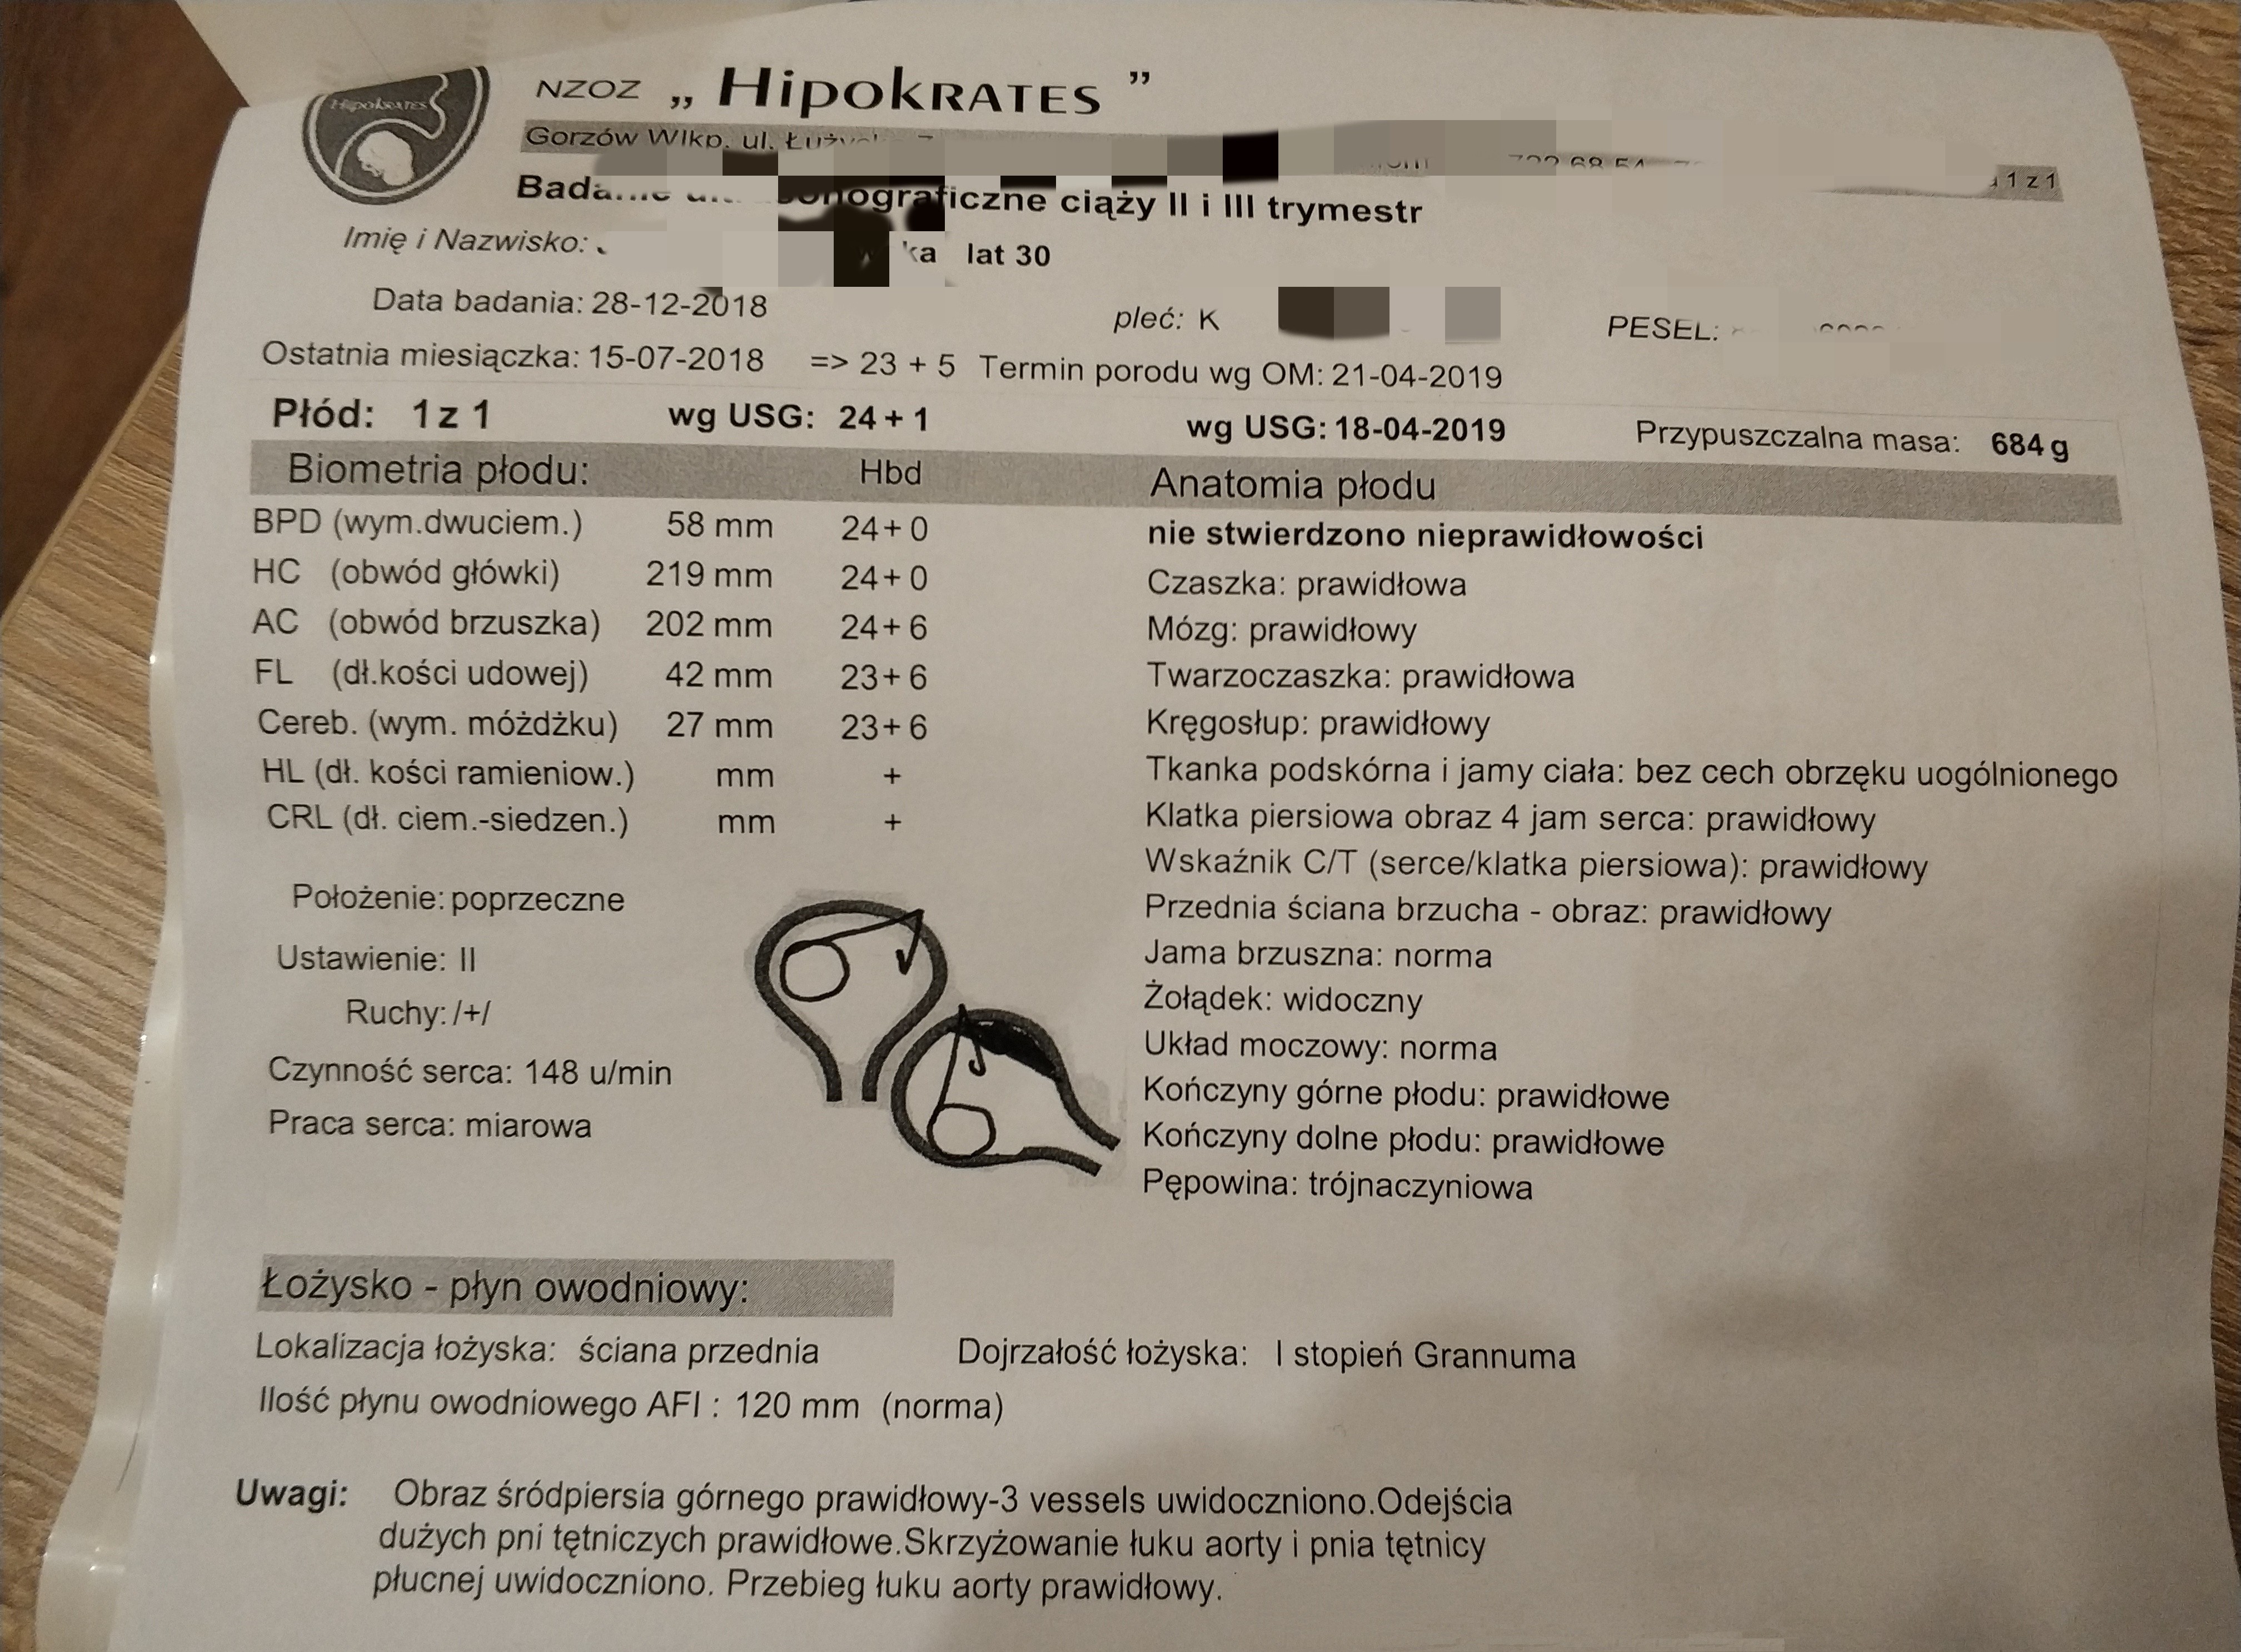 HipokRATES
NZOZ „ HipokRATES ”
Gorzów Wlkp. ul.
1 z 1
ciąży II i III trymestr
Imię i Nazwisko: lat 30
Data badania: 28-12-2018 płeć: K PESEL:
Ostatnia miesiączka: 15-07-2018 => 23 + 5 Termin porodu wg OM: 21-04-2019
Płód: 1 z 1 wg USG: 24 + 1 wg USG: 18-04-2019 Przypuszczalna masa: 684 g
Biometria płodu: Hbd
BPD (wym.dwuciem.) 58 mm 24+0
HC (obwód główki) 219 mm 24+0
AC (obwód brzuszka) 202 mm 24+6
FL (dł.kości udowej) 42 mm 23+6
Cereb. (wym. móżdżku) 27 mm 23+6
HL (dł. kości ramieniow.) mm +
CRL (dł. ciem.-siedzen.) mm +
Położenie: poprzeczne
Ustawienie: II
Ruchy: /+/
Czynność serca: 148 u/min
Praca serca: miarowa
Anatomia płodu
nie stwierdzono nieprawidłowości
Czaszka: prawidłowa
Mózg: prawidłowy
Twarzoczaszka: prawidłowa
Kręgosłup: prawidłowy
Tkanka podskórna i jamy ciała: bez cech obrzęku uogólnionego
Klatka piersiowa obraz 4 jam serca: prawidłowy
Wskaźnik C/T (serce/klatka piersiowa): prawidłowy
Przednia ściana brzucha - obraz: prawidłowy
Jama brzuszna: norma
Żołądek: widoczny
Układ moczowy: norma
Kończyny górne płodu: prawidłowe
Kończyny dolne płodu: prawidłowe
Pępowina: trójnaczyniowa
Łożysko - płyn owodniowy:
Lokalizacja łożyska: ściana przednia Dojrzałość łożyska: I stopień Grannuma
Ilość płynu owodniowego AFI : 120 mm (norma)
Uwagi: Obraz śródpiersia górnego prawidłowy-3 vessels uwidoczniono.Odejścia
dużych pni tętniczych prawidłowe.Skrzyżowanie łuku aorty i pnia tętnicy
płucnej uwidoczniono. Przebieg łuku aorty prawidłowy.